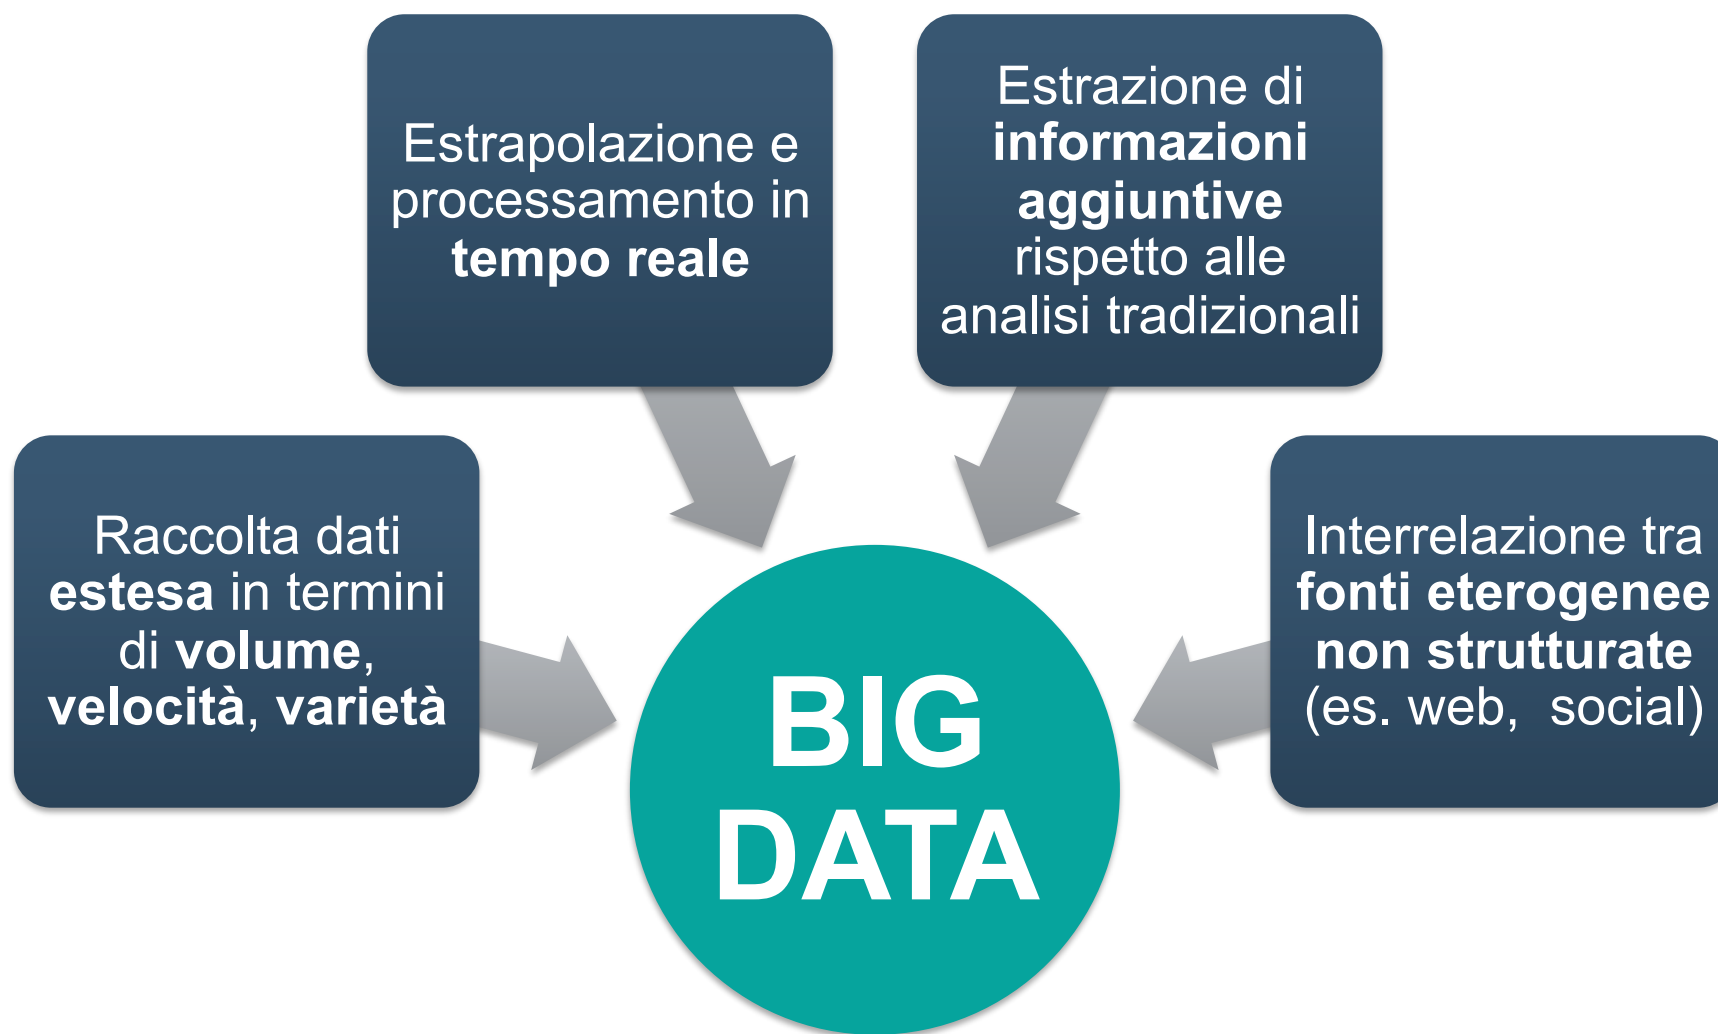 Estrapolazione e
processamento in
tempo reale
Estrazione di
informazioni
aggiuntive
rispetto alle
analisi tradizionali
Raccolta dati
estesa in termini
di volume,
velocità, varietà
Interrelazione tra
fonti eterogenee
non strutturate
(es. web,  social)
BIG
DATA